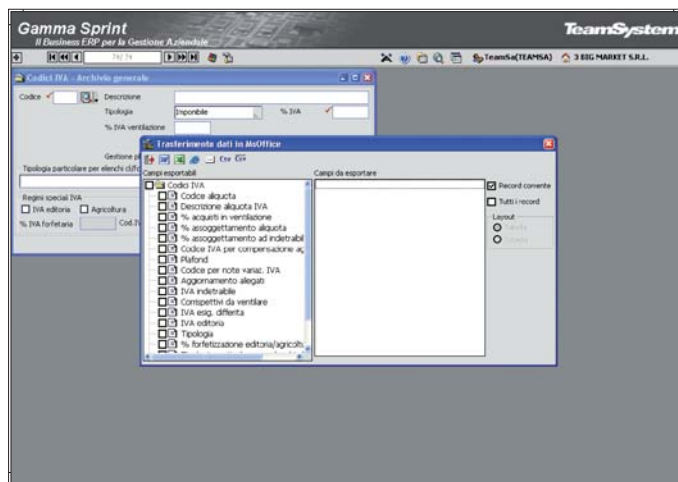 Gamma Sprint
Il Business ERP per la Gestione Aziendale
TeamSystem
TeamSa(TEAMSA) 3 BIG MARKET S.R.L.
Codici IVA - Archivio generale
Codice Descrizione
Tipologia Imponibile % IVA
% IVA ventilazione
Gestione
Tipologia particolare per elenchi
Regimi speciali IVA
IVA editoria Agricoltura
% IVA forfetaria
Trasferimento dati in MsOffice
Csv
Campi esportabili Campi da esportare
Codici IVA
Codice aliquota
Descrizione aliquota IVA
% acquisti in ventilazione
% assoggettamento aliquota
% assoggettamento ad indetraibil
Codice IVA per compensazione ag
Plafond
Codice per note variaz. IVA
Aggiornamento allegati
IVA indetraibile
Corrispettivi da ventilare
IVA esig. differita
IVA editoria
Tipologia
% forfetizzazione editoria/agricolt
Record corrente
Tutti i record
Layout
Tabella